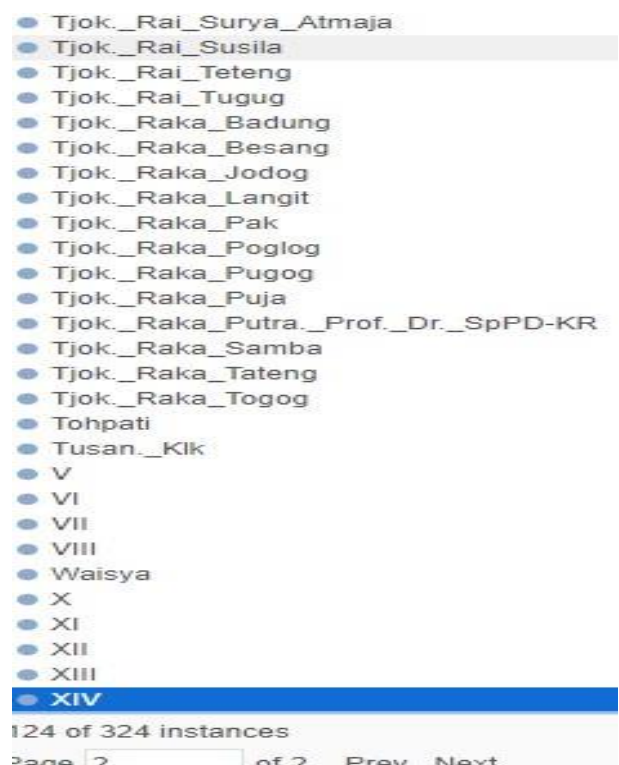 Tjok._Rai_Surya_Atmaja
Tjok._Rai_Susila
Tjok._Rai_Teteng
Tjok._Rai_Tugug
Tjok._Raka_Badung
Tjok._Raka_Besang
Tjok._Raka_Jodog
Tjok._Raka_Langit
Tjok._Raka_Pak
Tjok._Raka_Poglog
Tjok._Raka_Pugog
Tjok._Raka_Puja
Tjok._Raka_Putra._Prof._Dr._SpPD-KR
Tjok._Raka_Samba
Tjok._Raka_Tateng
Tjok._Raka_Togog
Tohpati
Tusan._Klk
V
VI
VII
VIII
Waisya
X
XI
XII
XIII
XIV
124 of 324 instances
Page 2 of 2 Prev Next